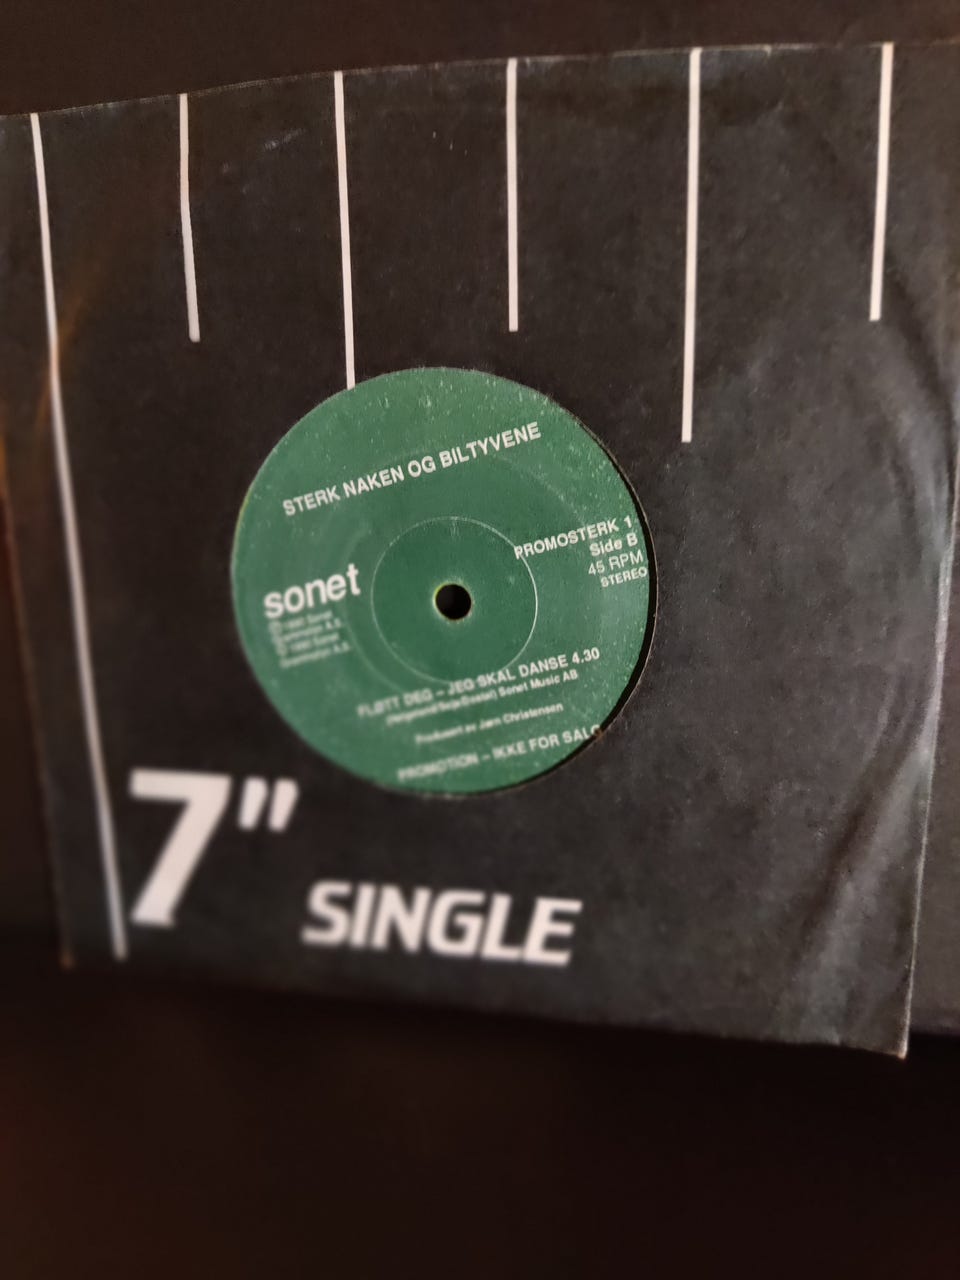 STERK NAKEN OG BILTYVENE
PROMOSTERK 1
Side B
45 RPM
STEREO
sonet
FLØTT DEG – JEG SKAL DANSE 4.30
Sonet Music AB
Produsert av Jørn Christensen
PROMOTION – IKKE FOR SALG
7"
SINGLE